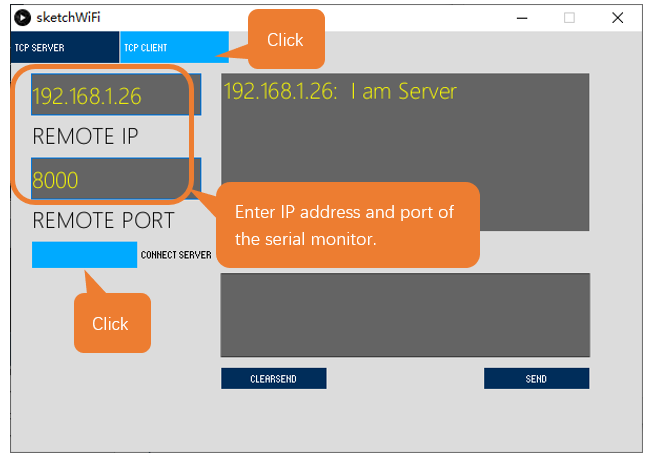 sketchWiFi
TCP SERVER
TCP CLIENT
Click
192.168.1.26
REMOTE IP
8000
REMOTE PORT
192.168.1.26: I am Server
Enter IP address and port of
the serial monitor.
CONNECT SERVER
Click
CLEARSEND
SEND